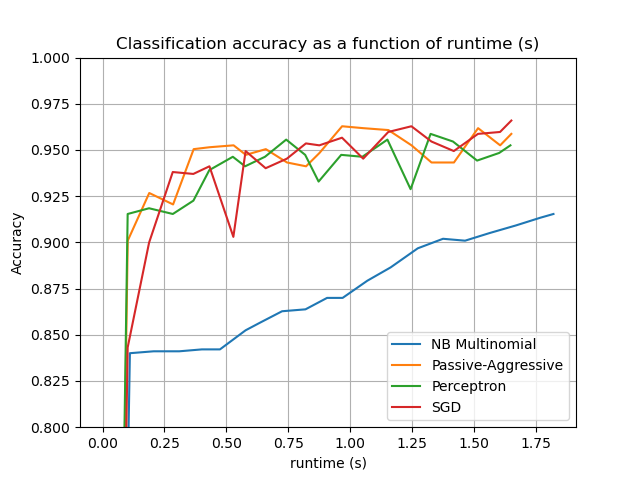 Classification accuracy as a function of runtime (s)
1.000
0.975
0.950
0.925
0.900
0.875
0.850
0.825
0.800
Accuracy
NB Multinomial
Passive-Aggressive
Perceptron
SGD
0.00 0.25 0.50 0.75 1.00 1.25 1.50 1.75
runtime (s)